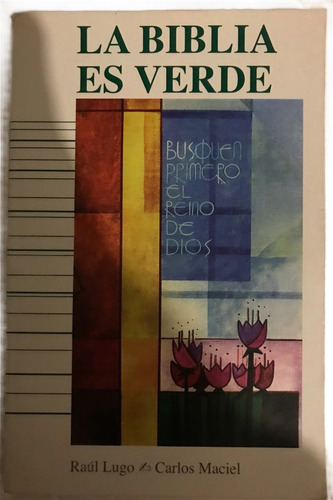 LA BIBLIA
ES VERDE
BUSQUEN
PRIMERO
EL
REINO
DE
DIOS
Raúl Lugo ✍ Carlos Maciel